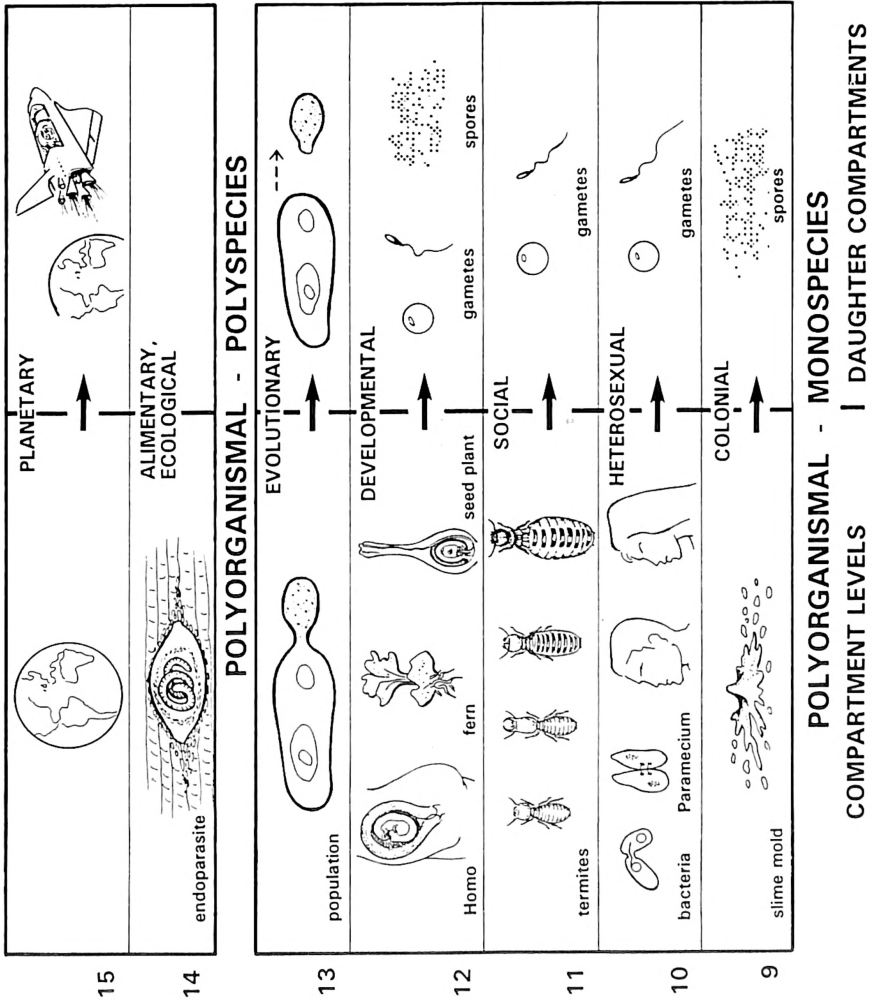 PLANETARY
15
ALIMENTARY,
ECOLOGICAL
14
endoparasite
POLYORGANISMAL - POLYSPECIES
EVOLUTIONARY
13
population
DEVELOPMENTAL
12
Homo
fern
seed plant
gametes
spores
SOCIAL
11
termites
gametes
HETEROSEXUAL
10
bacteria
Paramecium
gametes
COLONIAL
9
slime mold
spores
POLYORGANISMAL - MONOSPECIES
COMPARTMENT LEVELS | DAUGHTER COMPARTMENTS